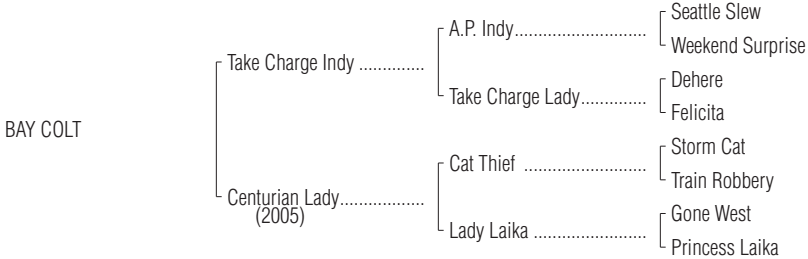 Seattle Slew
A.P. Indy..............................
Weekend Surprise
Take Charge Indy ...............
Dehere
Take Charge Lady...............
Felicita
BAY COLT
Storm Cat
Cat Thief ............................
Train Robbery
Centurian Lady...................
(2005)
Gone West
Lady Laika ..........................
Princess Laika